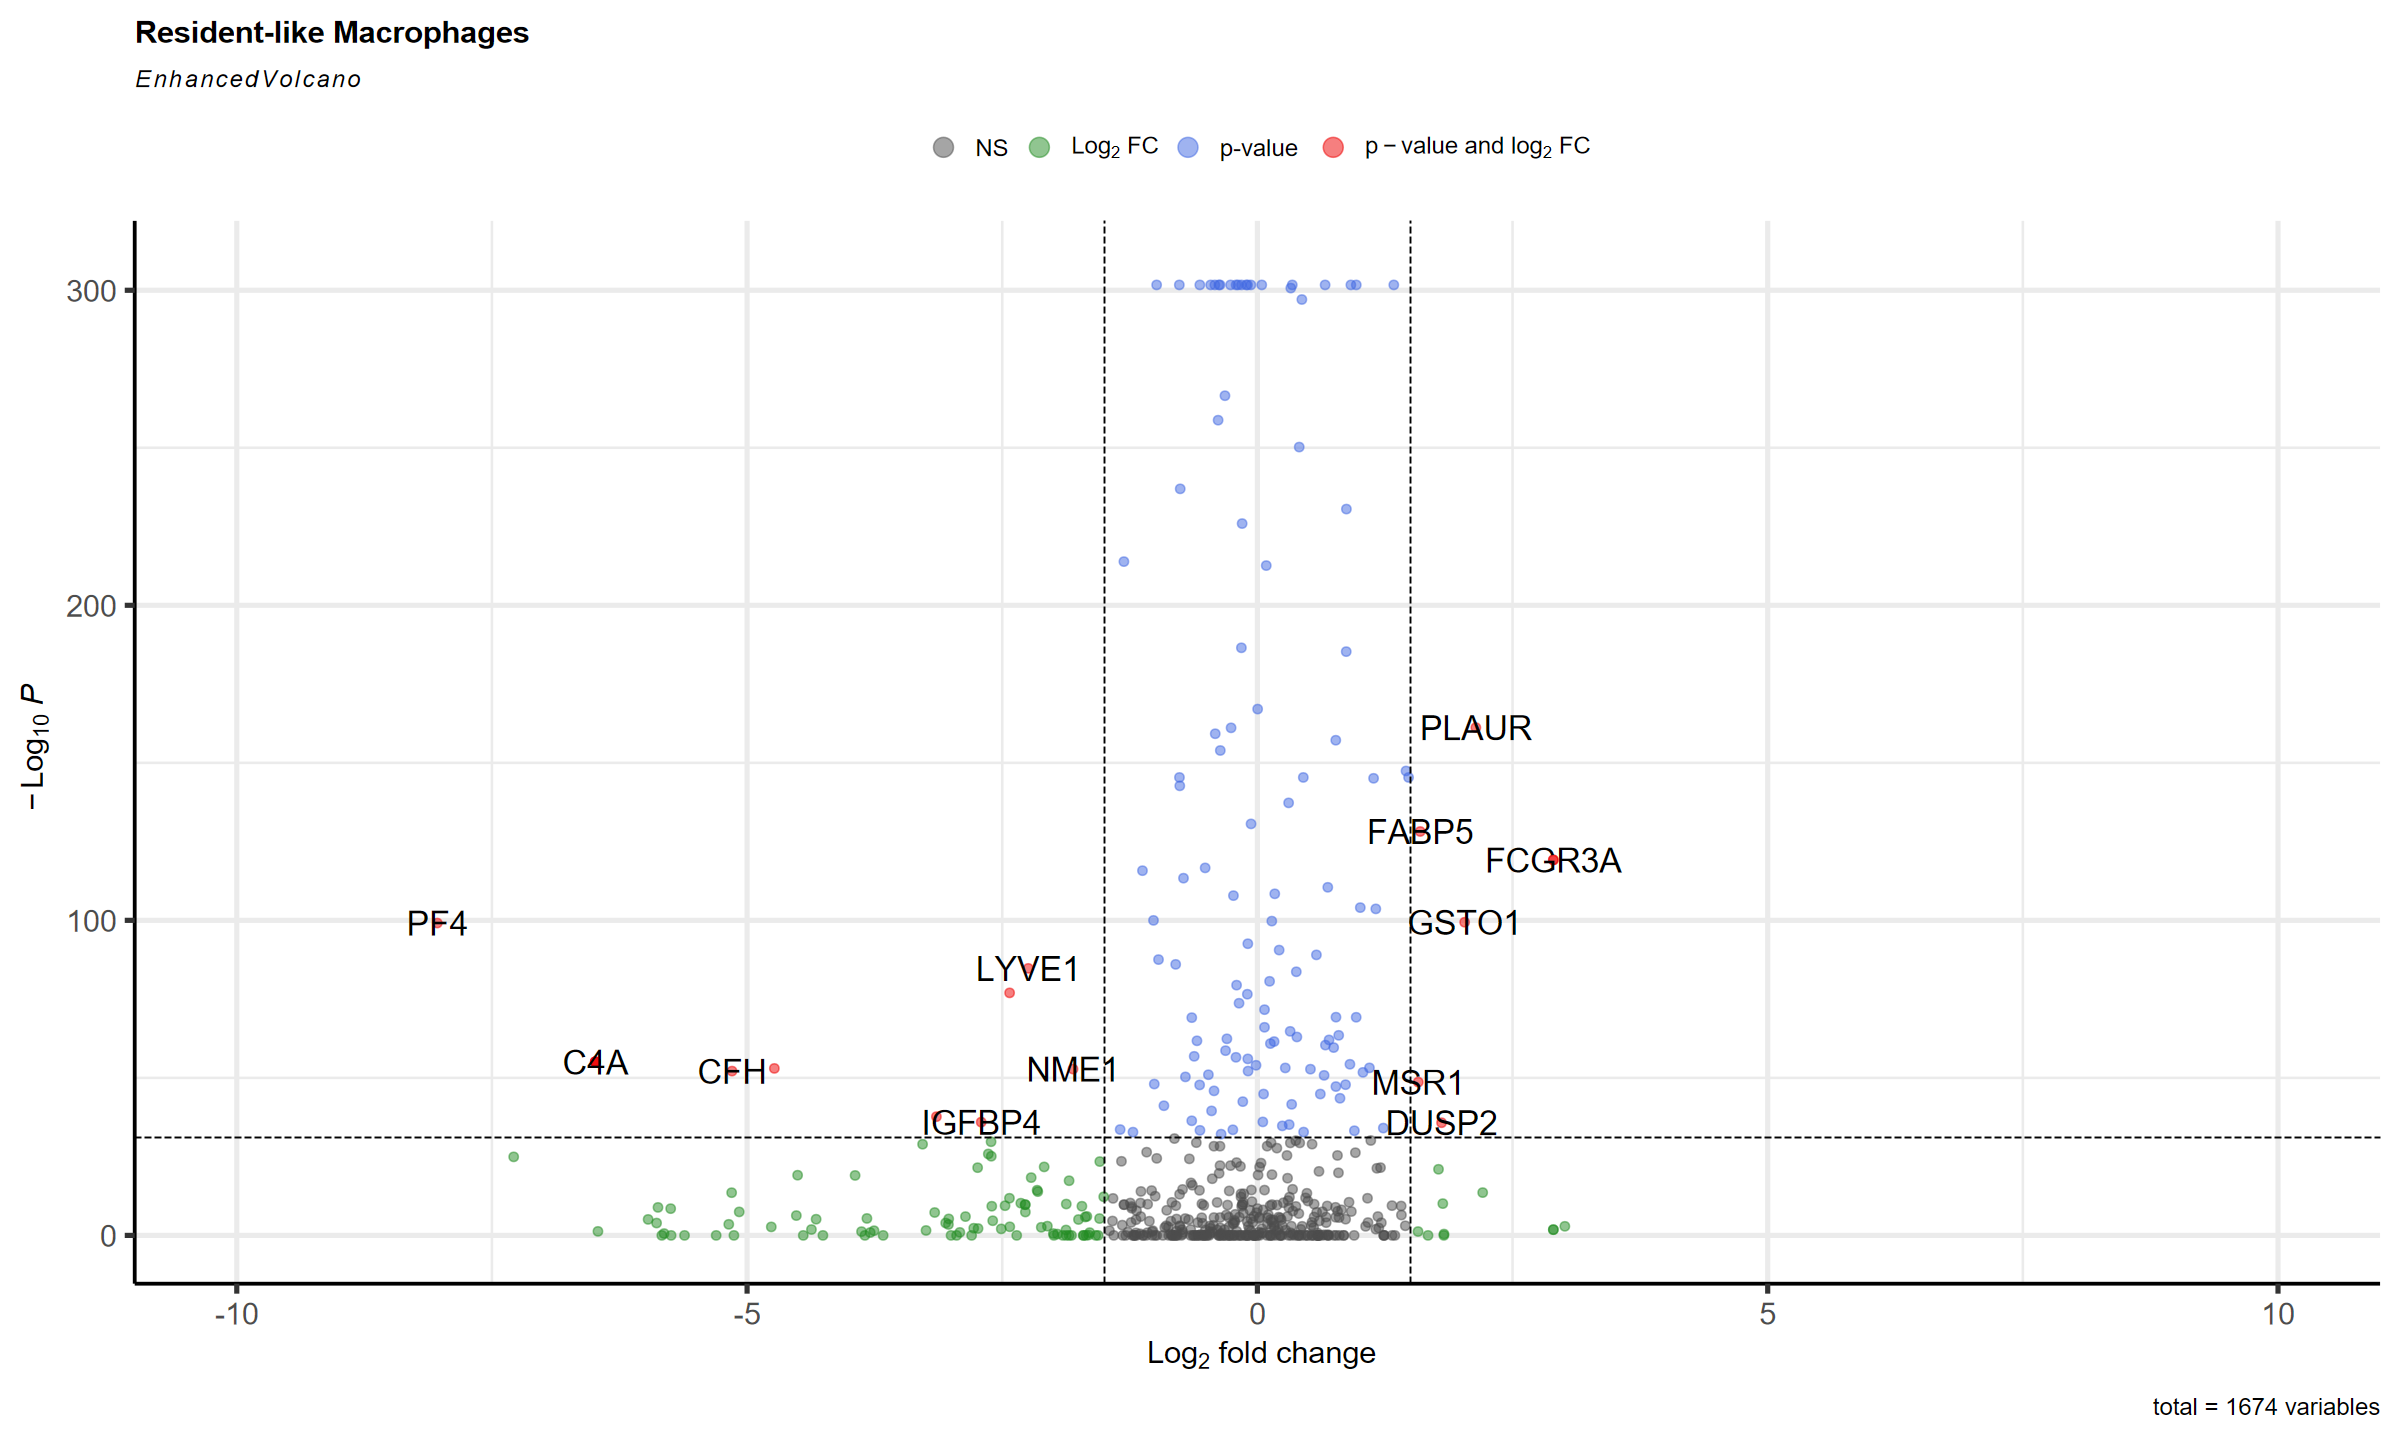 Resident-like Macrophages
EnhancedVolcano
NS Log2 FC p-value p − value and log2 FC
300
200
100
0
− Log10 P
PLAUR
FABP5
FCGR3A
PF4
GSTO1
LYVE1
C4A
CFH
NME1
MSR1
IGFBP4
DUSP2
-10 -5 0 5 10
Log2 fold change
total = 1674 variables